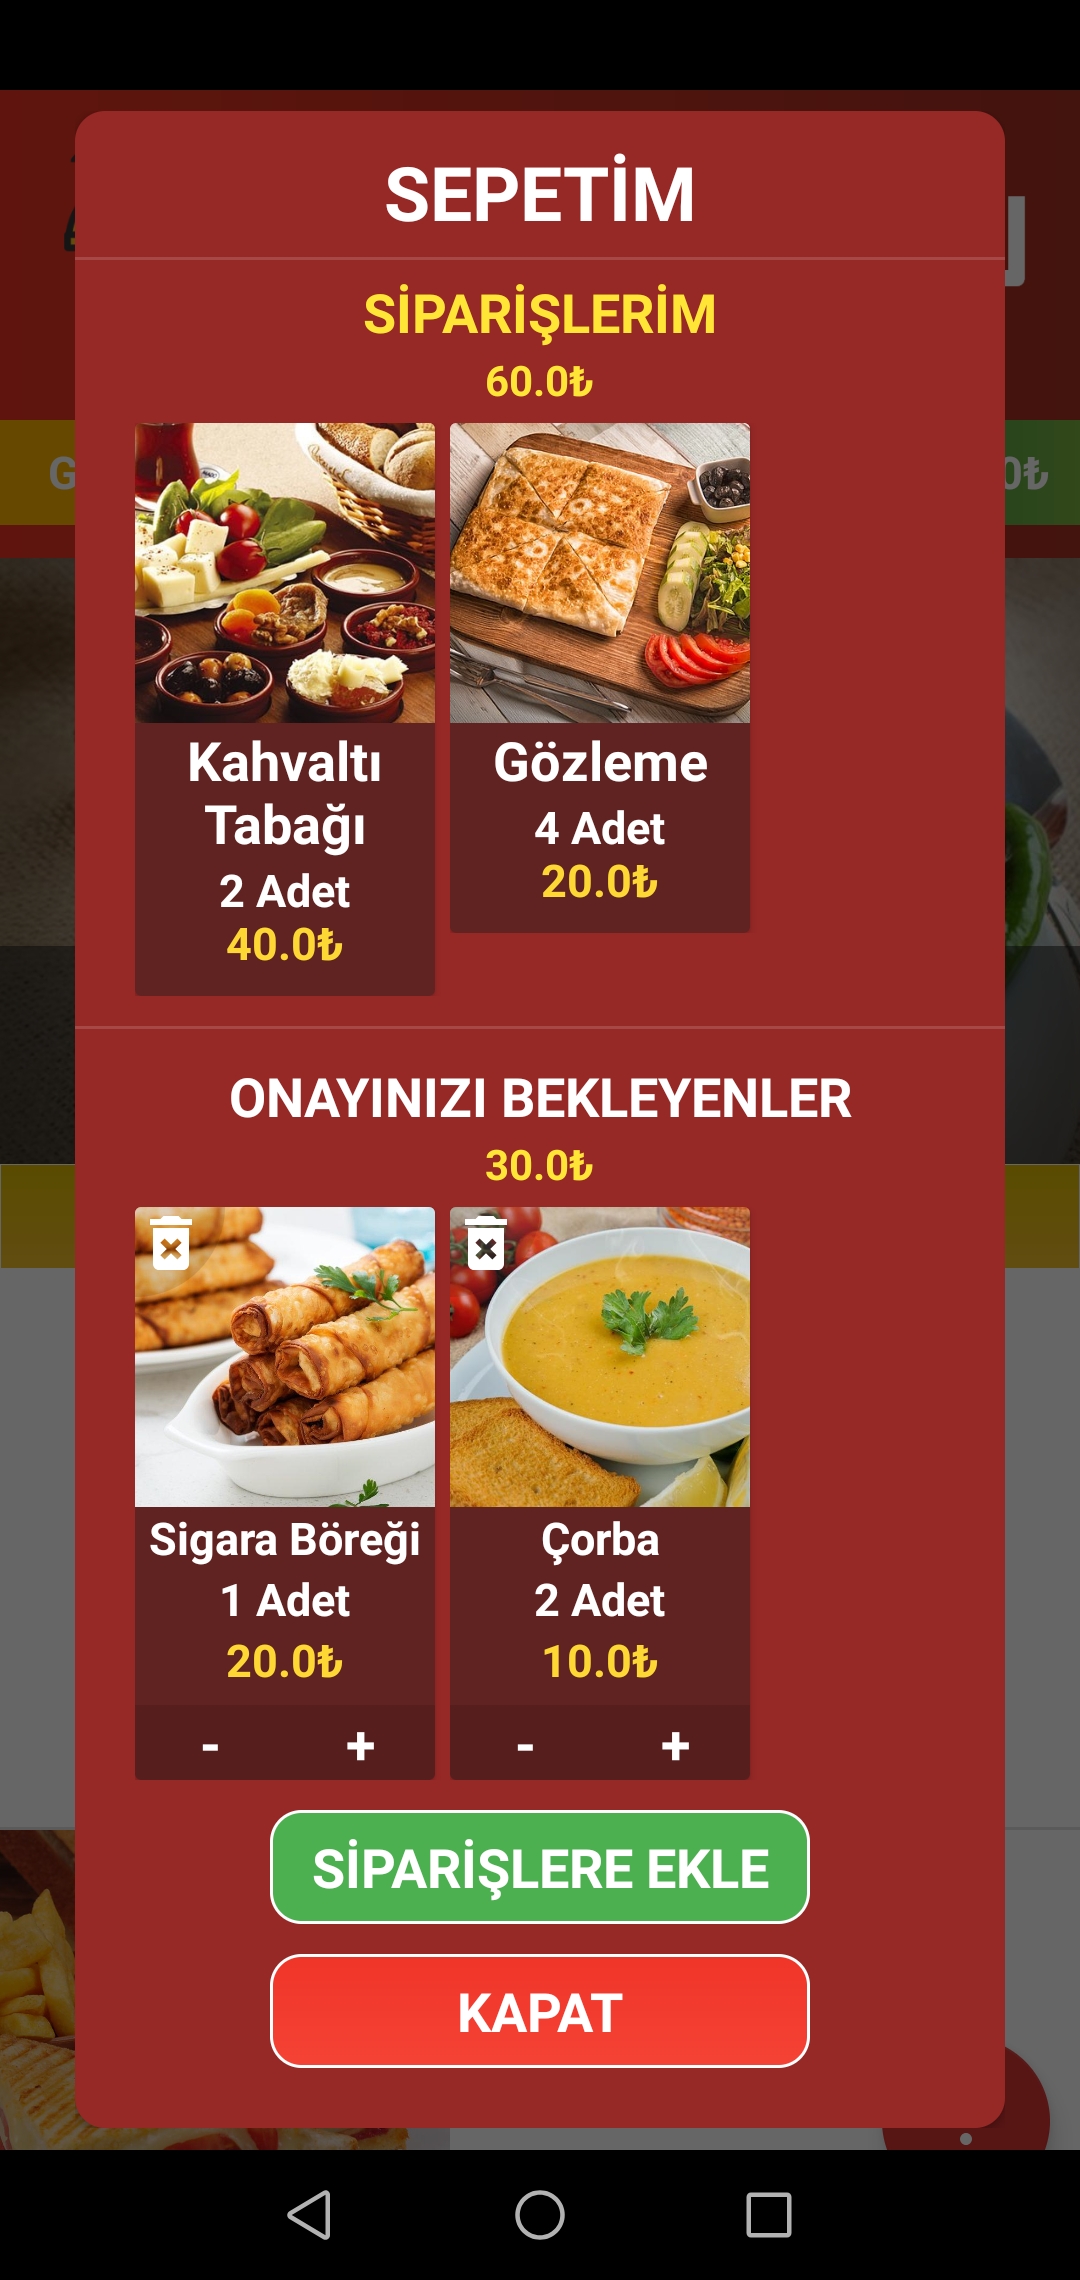 SEPETİM
SİPARİŞLERİM
60.0₺
Kahvaltı
Tabağı
2 Adet
40.0₺
Gözleme
4 Adet
20.0₺
ONAYINIZI BEKLEYENLER
30.0₺
Sigara Böreği
1 Adet
20.0₺
- +
Çorba
2 Adet
10.0₺
- +
SİPARİŞLERE EKLE
KAPAT